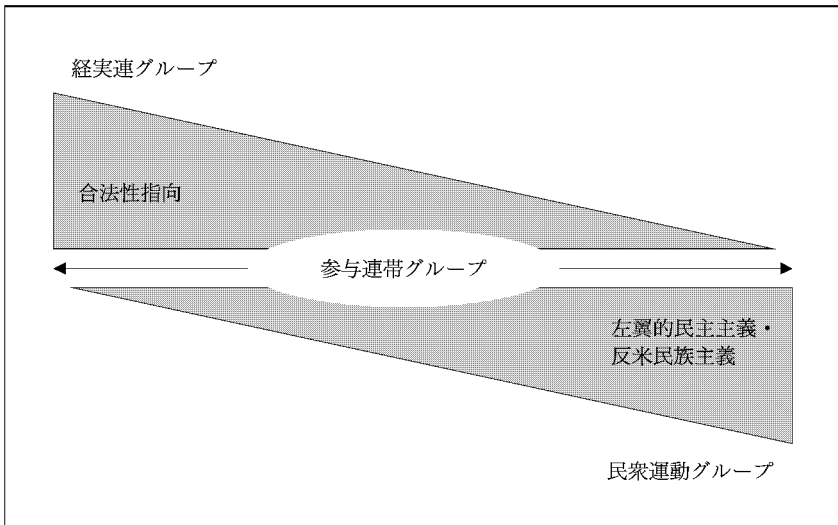 経実連グループ
合法性指向
参与連帯グループ
左翼的民主主義・
反米民族主義
民衆運動グループ